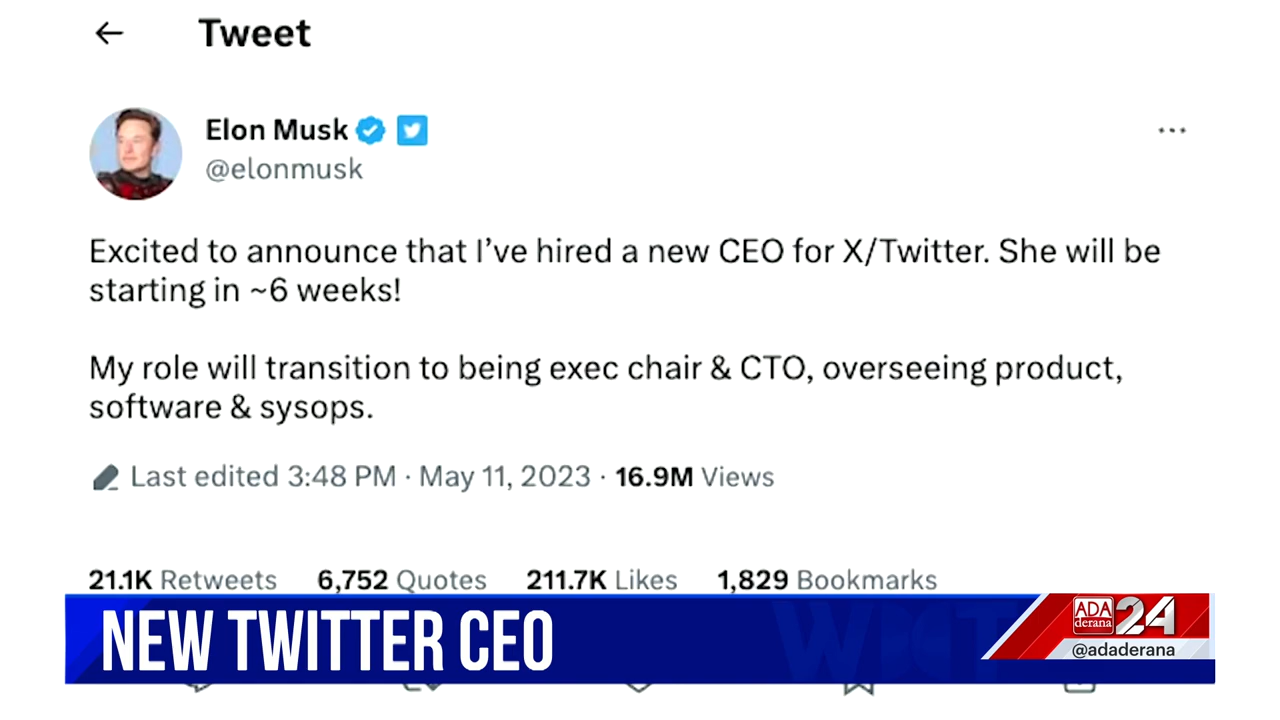 Tweet
Elon Musk
@elonmusk
Excited to announce that I’ve hired a new CEO for X/Twitter. She will be
starting in ~6 weeks!
My role will transition to being exec chair & CTO, overseeing product,
software & sysops.
Last edited 3:48 PM · May 11, 2023 · 16.9M Views
21.1K Retweets 6,752 Quotes 211.7K Likes 1,829 Bookmarks
NEW TWITTER CEO
ADA
derana
24
@adaderana